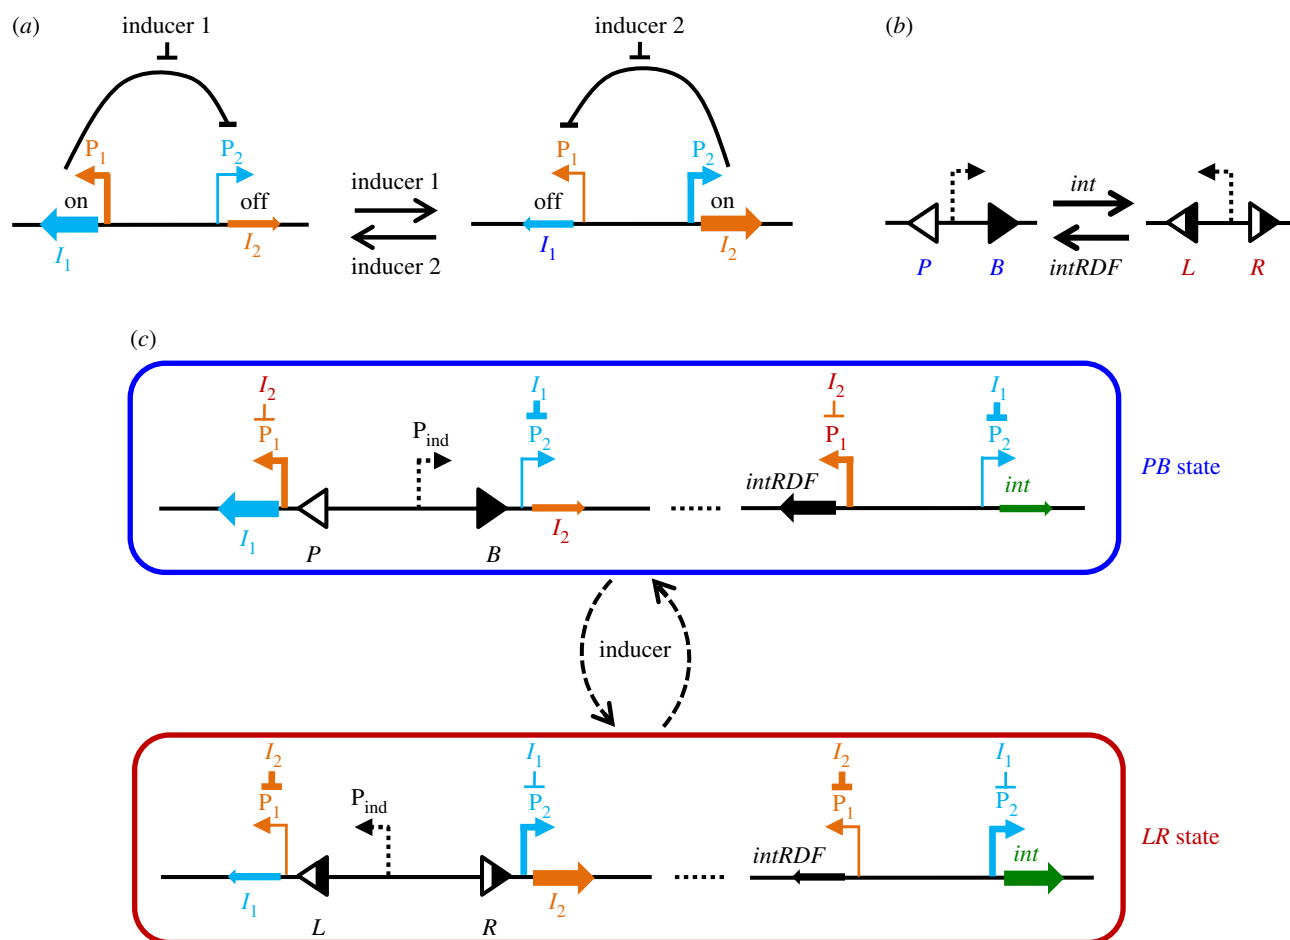 (a)
inducer 1
P1
P2
on
off
I1
I2
inducer 1
inducer 2
inducer 2
P1
P2
off
on
I1
I2
(b)
P
B
int
intRDF
L
R
(c)
I2
P1
Pind
I1
P2
I1
P
B
I2
intRDF
I2
P1
I1
P2
int
PB state
inducer
I2
P1
Pind
I1
P2
I1
L
R
I2
intRDF
I2
P1
I1
P2
int
LR state